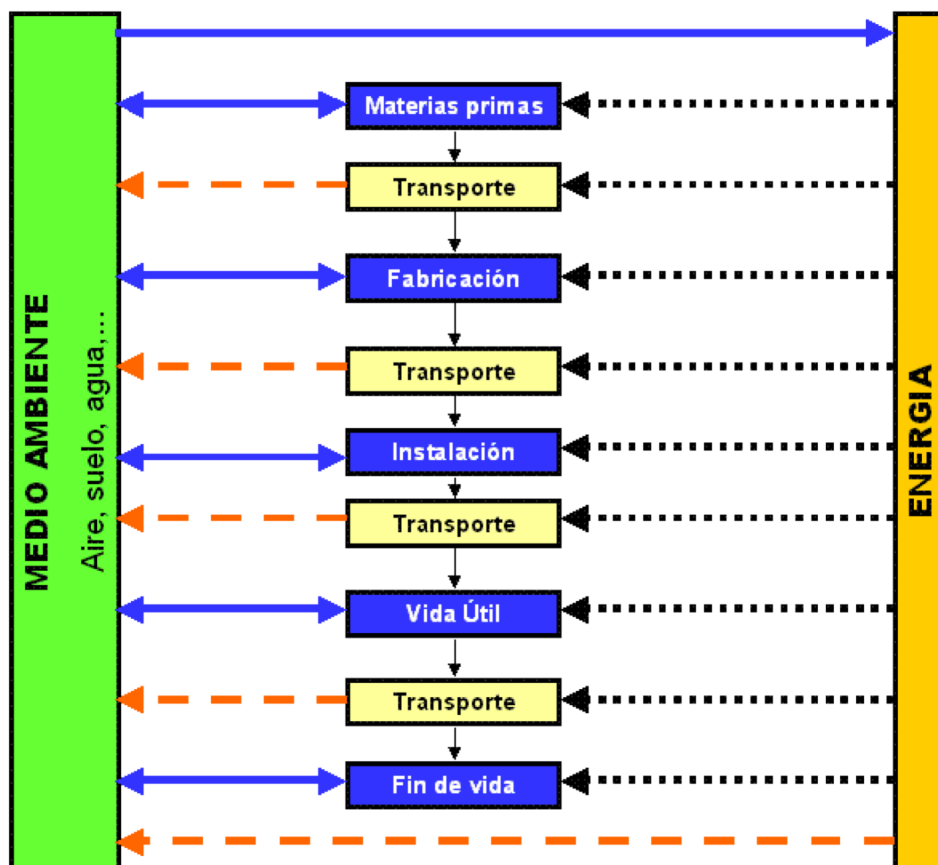 MEDIO AMBIENTE
Aire, suelo, agua,...
Materias primas
Transporte
Fabricación
Transporte
Instalación
Transporte
Vida Útil
Transporte
Fin de vida
ENERGIA